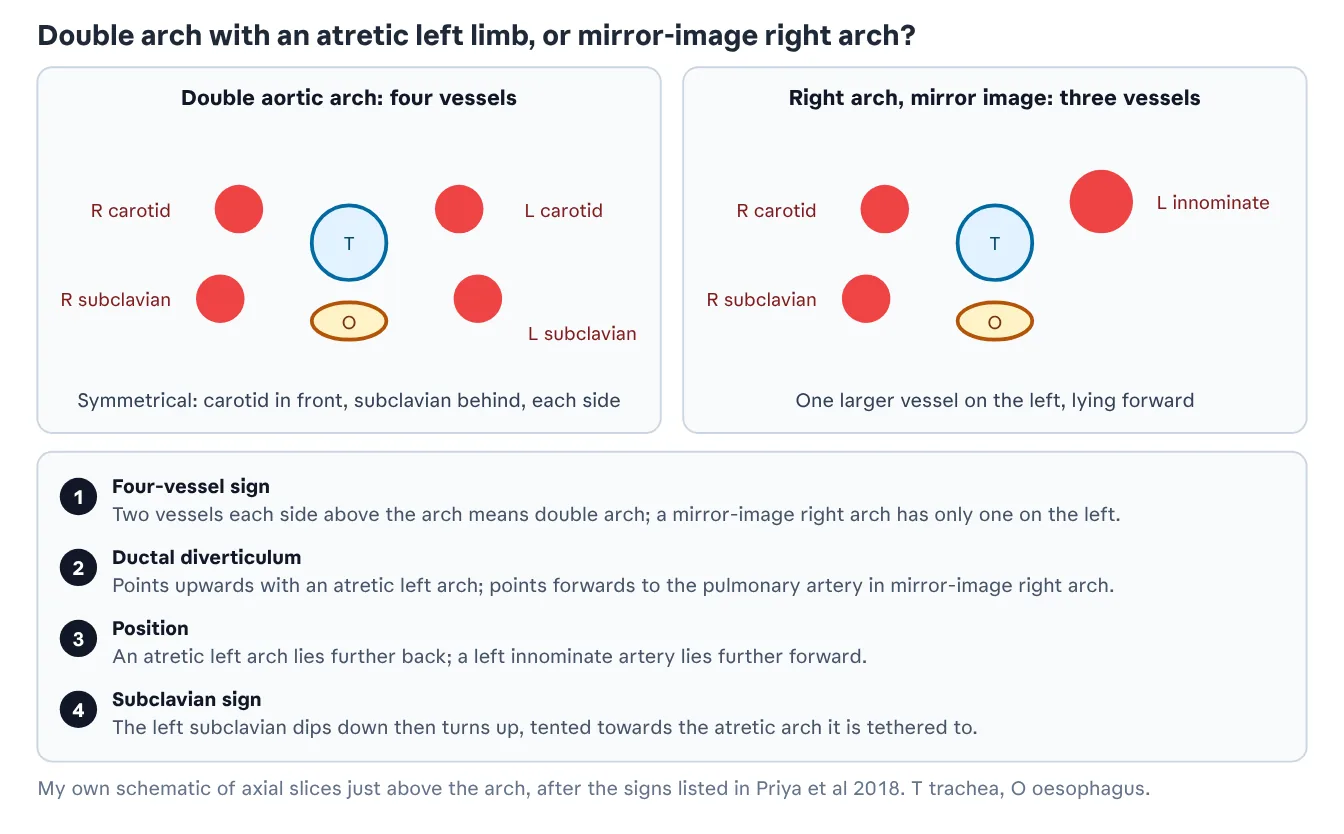 Double arch with an atretic left limb, or mirror-image right arch?
Double aortic arch: four vessels
R carotid
L carotid
T
R subclavian
O
L subclavian
Symmetrical: carotid in front, subclavian behind, each side
Right arch, mirror image: three vessels
R carotid
L innominate
T
R subclavian
O
One larger vessel on the left, lying forward
1 Four-vessel sign
Two vessels each side above the arch means double arch; a mirror-image right arch has only one on the left.
2 Ductal diverticulum
Points upwards with an atretic left arch; points forwards to the pulmonary artery in mirror-image right arch.
3 Position
An atretic left arch lies further back; a left innominate artery lies further forward.
4 Subclavian sign
The left subclavian dips down then turns up, tented towards the atretic arch it is tethered to.
My own schematic of axial slices just above the arch, after the signs listed in Priya et al 2018. T trachea, O oesophagus.